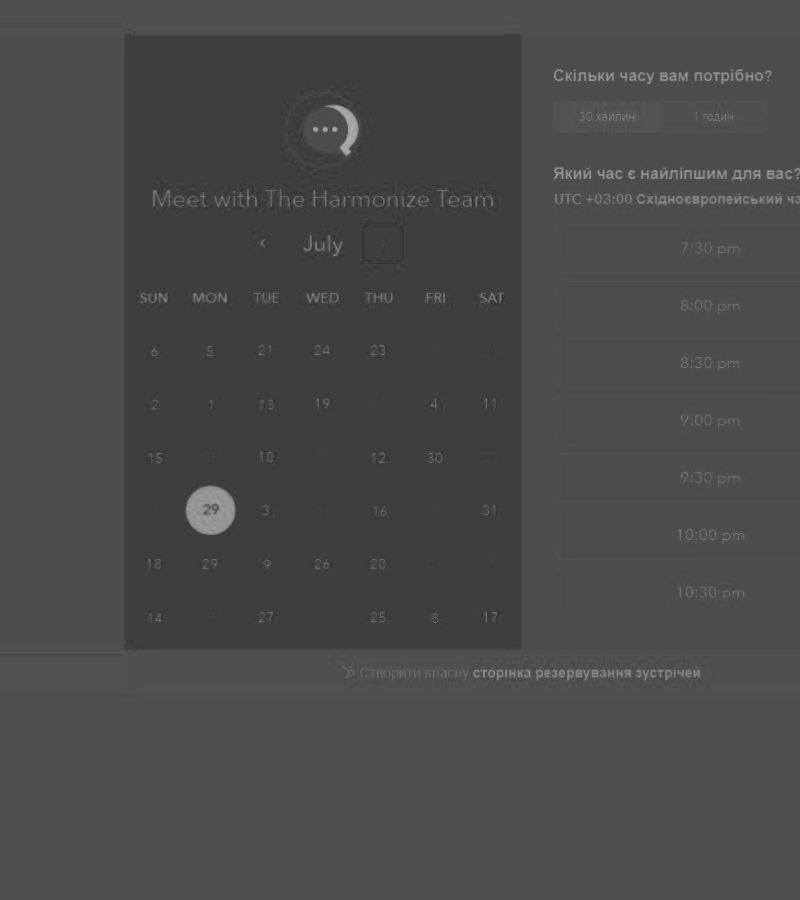 Meet with The Harmonize Team
‹ July
SUN MON TUE WED THU FRI SAT
6 5 21 24 23
2 1 13 19 4 11
15 10 12 30
29 3 16 31
18 29 9 26 20
14 27 25 8 17
Скільки часу вам потрібно?
30 хвилин 1 годин
Який час є найліпшим для вас?
UTC +03:00 Східноєвропейський
7:30 pm
8:00 pm
8:30 pm
9:00 pm
9:30 pm
10:00 pm
10:30 pm
Створити власну сторінка резервування зустрічей